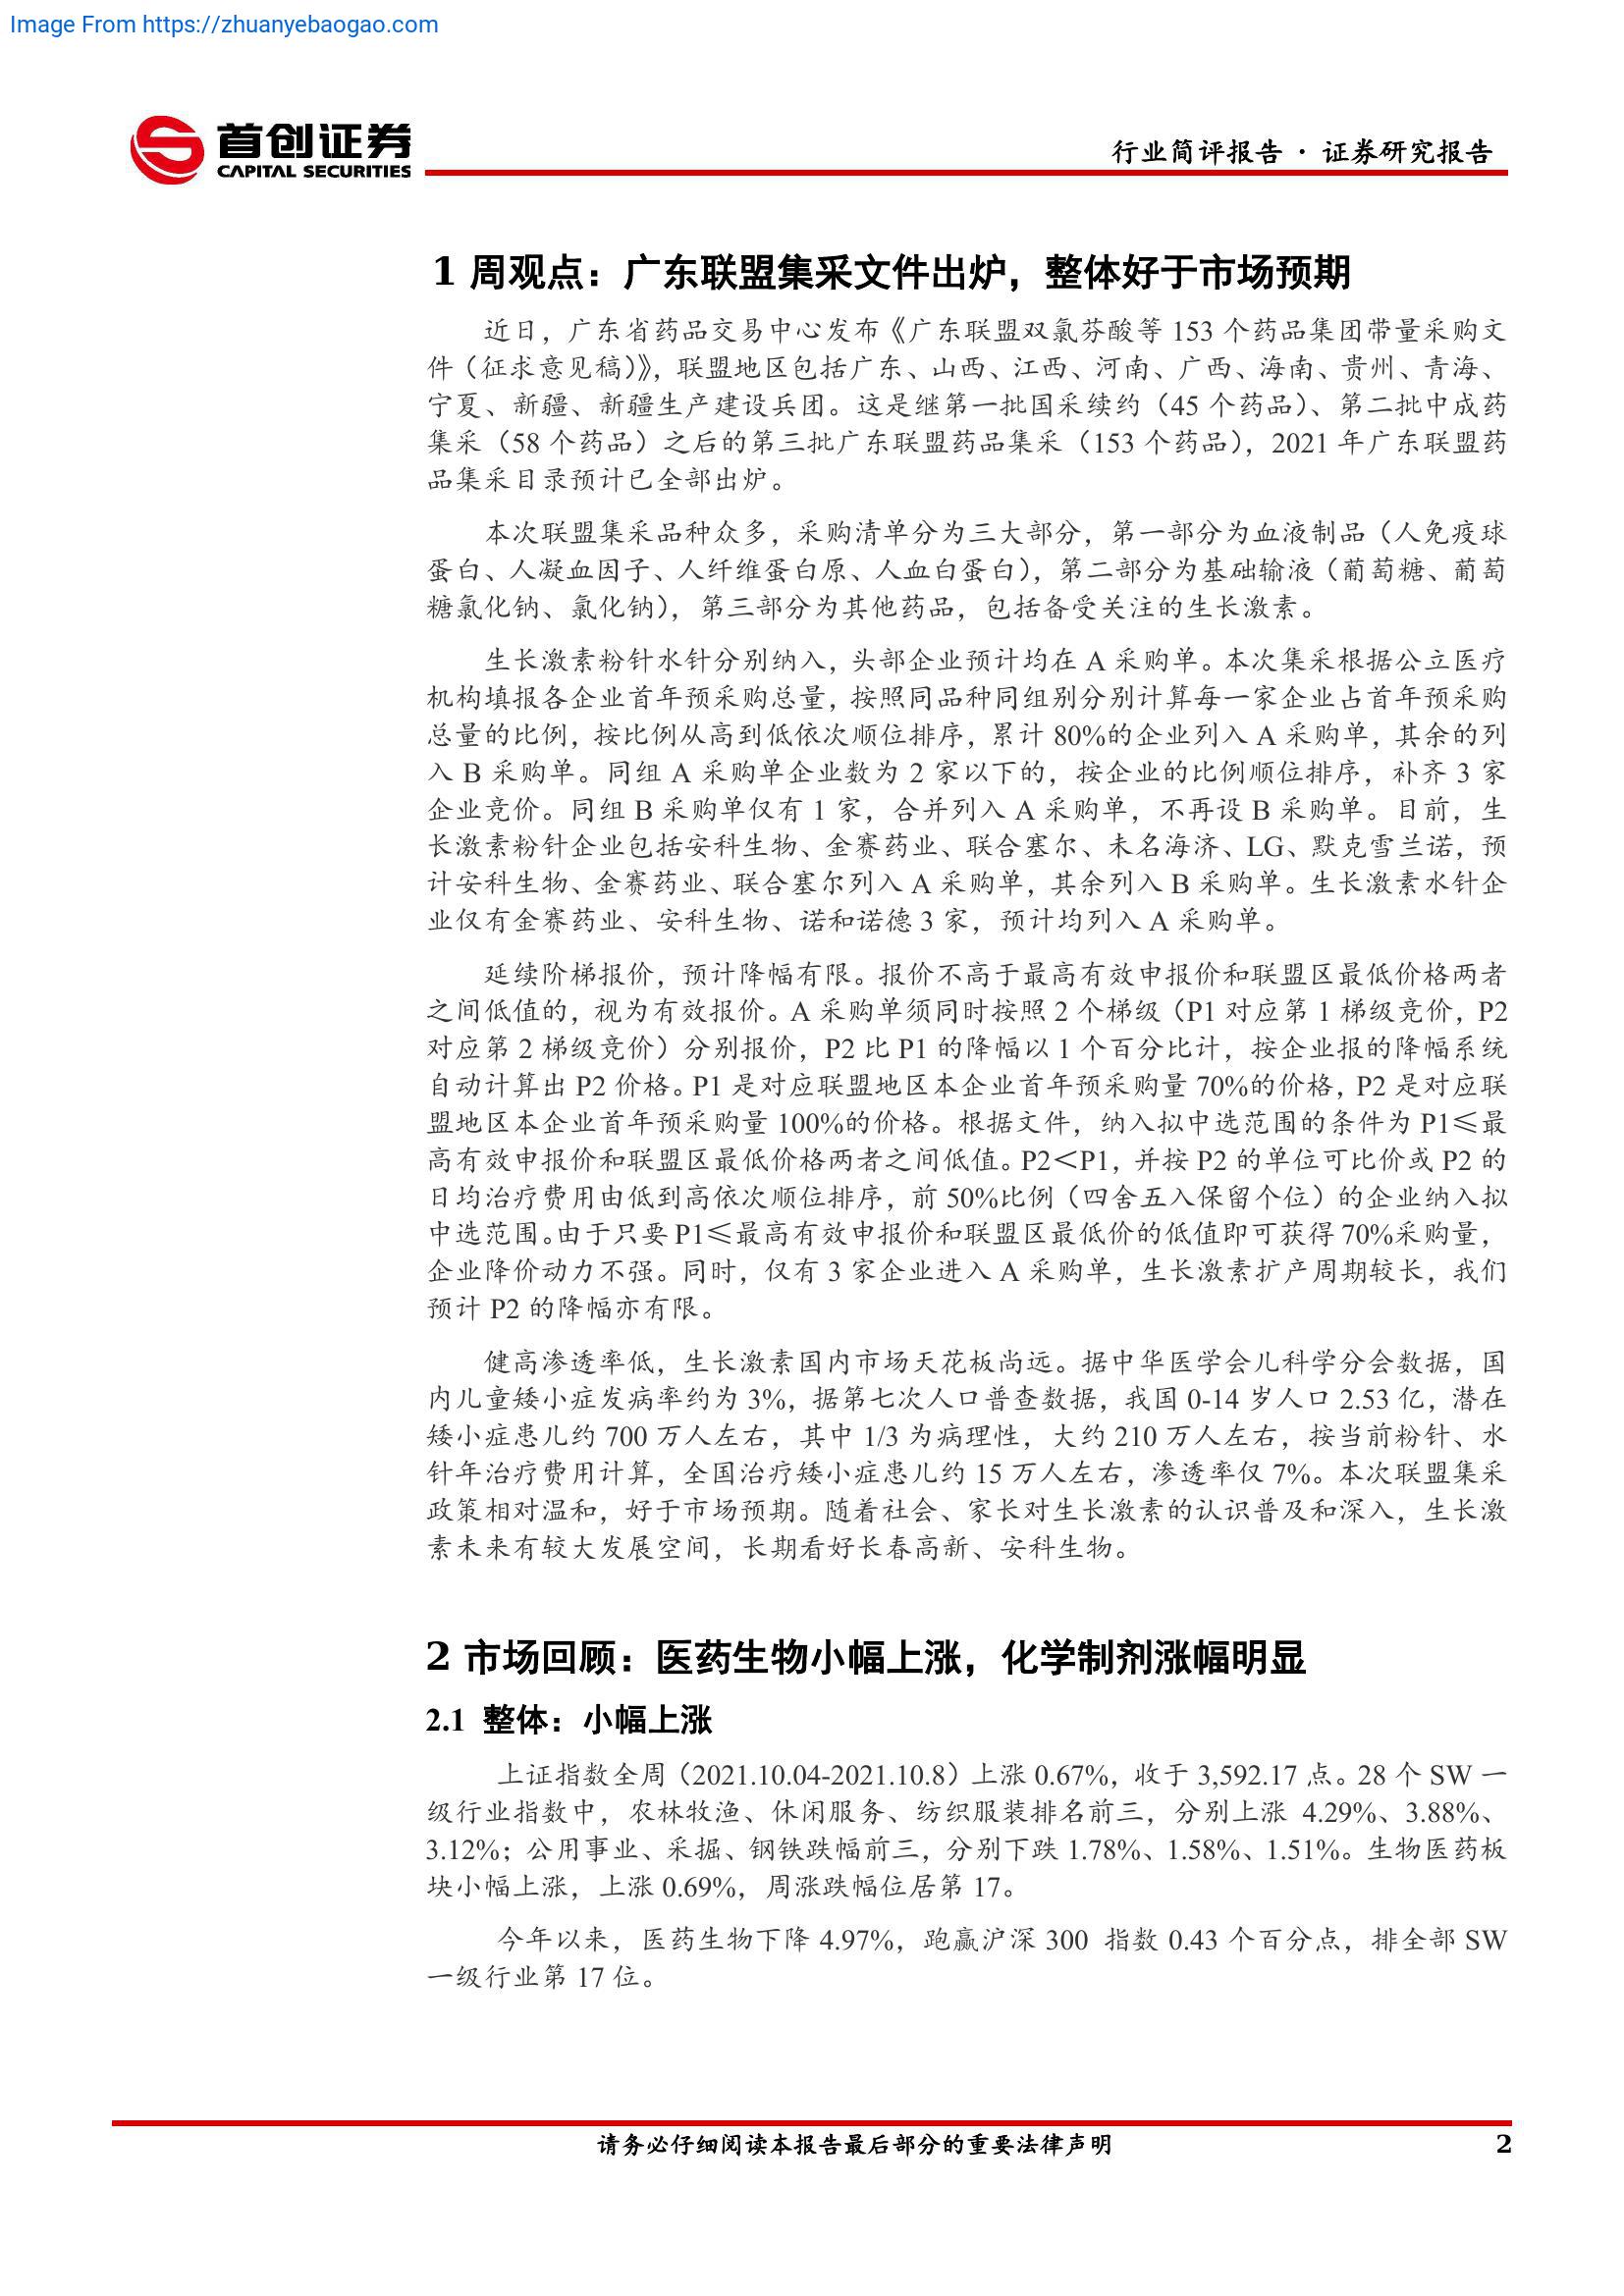 Image From https://zhuanyebaogao.com
首创证券
CAPITAL SECURITIES
行业简评报告 · 证券研究报告
1 周观点：广东联盟集采文件出炉，整体好于市场预期
近日，广东省药品交易中心发布《广东联盟双氯芬酸等 153 个药品集团带量采购文
件（征求意见稿）》，联盟地区包括广东、山西、江西、河南、广西、海南、贵州、青海、
宁夏、新疆、新疆生产建设兵团。这是继第一批国采续约（45 个药品）、第二批中成药
集采（58 个药品）之后的第三批广东联盟药品集采（153 个药品），2021 年广东联盟药
品集采目录预计已全部出炉。
本次联盟集采品种众多，采购清单分为三大部分，第一部分为血液制品（人免疫球
蛋白、人凝血因子、人纤维蛋白原、人血白蛋白），第二部分为基础输液（葡萄糖、葡萄
糖氯化钠、氯化钠），第三部分为其他药品，包括备受关注的生长激素。
生长激素粉针水针分别纳入，头部企业预计均在 A 采购单。本次集采根据公立医疗
机构填报各企业首年预采购总量，按照同品种同组别分别计算每一家企业占首年预采购
总量的比例，按比例从高到低依次顺位排序，累计 80%的企业列入 A 采购单，其余的列
入 B 采购单。同组 A 采购单企业数为 2 家以下的，按企业的比例顺位排序，补齐 3 家
企业竞价。同组 B 采购单仅有 1 家，合并列入 A 采购单，不再设 B 采购单。目前，生
长激素粉针企业包括安科生物、金赛药业、联合赛尔、未名海济、LG、默克雪兰诺，预
计安科生物、金赛药业、联合塞尔列入 A 采购单，其余列入 B 采购单。生长激素水针企
业仅有金赛药业、安科生物、诺和诺德 3 家，预计均列入 A 采购单。
延续阶梯报价，预计降幅有限。报价不高于最高有效申报价和联盟区最低价格两者
之间低值的，视为有效报价。A 采购单须同时按照 2 个梯级（P1 对应第 1 梯级竞价，P2
对应第 2 梯级竞价）分别报价，P2 比 P1 的降幅以 1 个百分比计，按企业报的降幅系统
自动计算出 P2 价格。P1 是对应联盟地区本企业首年预采购量 70%的价格，P2 是对应联
盟地区本企业首年预采购量 100%的价格。根据文件，纳入拟中选范围的条件为 P1≤最
高有效申报价和联盟区最低价格两者之间低值。P2＜P1，并按 P2 的单位可比价或 P2 的
日均治疗费用由低到高依次顺位排序，前 50%比例（四舍五入保留个位）的企业纳入拟
中选范围。由于只要 P1≤最高有效申报价和联盟区最低价的低值即可获得 70%采购量，
企业降价动力不强。同时，仅有 3 家企业进入 A 采购单，生长激素扩产周期较长，我们
预计 P2 的降幅亦有限。
健高渗透率低，生长激素国内市场天花板尚远。据中华医学会儿科学分会数据，国
内儿童矮小症发病率约为 3%，据第七次人口普查数据，我国 0-14 岁人口 2.53 亿，潜在
矮小症患儿约 700 万人左右，其中 1/3 为病理性，大约 210 万人左右，按当前粉针、水
针年治疗费用计算，全国治疗矮小症患儿约 15 万人左右，渗透率仅 7%。本次联盟集采
政策相对温和，好于市场预期。随着社会、家长对生长激素的认识普及和深入，生长激
素未来有较大发展空间，长期看好长春高新、安科生物。
2 市场回顾：医药生物小幅上涨，化学制剂涨幅明显
2.1 整体：小幅上涨
上证指数全周（2021.10.04-2021.10.8）上涨 0.67%，收于 3,592.17 点。28 个 SW 一
级行业指数中，农林牧渔、休闲服务、纺织服装排名前三，分别上涨 4.29%、3.88%、
3.12%；公用事业、采掘、钢铁跌幅前三，分别下跌 1.78%、1.58%、1.51%。生物医药板
块小幅上涨，上涨 0.69%，周涨跌幅位居第 17。
今年以来，医药生物下降 4.97%，跑赢沪深 300 指数 0.43 个百分点，排全部 SW
一级行业第 17 位。
请务必仔细阅读本报告最后部分的重要法律声明
2